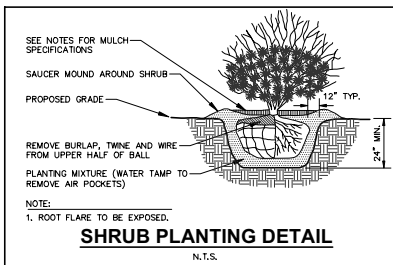 SEE NOTES FOR MULCH
SPECIFICATIONS
SAUCER MOUND AROUND SHRUB
12" TYP.
PROPOSED GRADE
24" MIN.
REMOVE BURLAP, TWINE AND WIRE
FROM UPPER HALF OF BALL
PLANTING MIXTURE (WATER TAMP TO
REMOVE AIR POCKETS)
NOTE:
1. ROOT FLARE TO BE EXPOSED.
SHRUB PLANTING DETAIL
N.T.S.